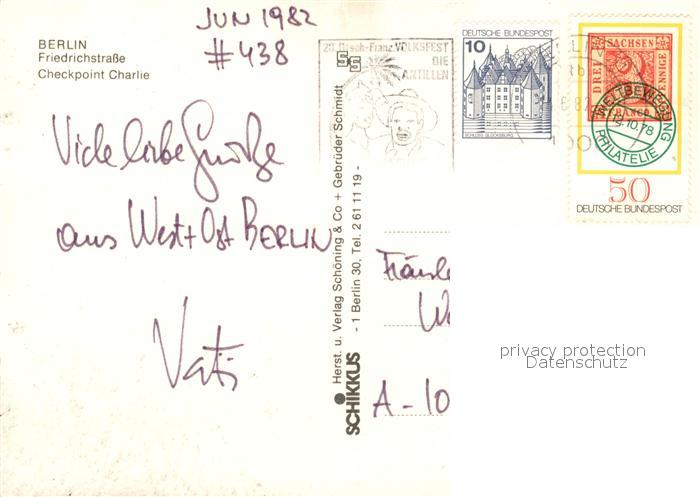 JUN 1982
#438
BERLIN
Friedrichstraße
Checkpoint Charlie
Viele liebe Grüße
aus West + Ost BERLIN
Vati
SCHIKKUS
Herst. u. Verlag Schöning & Co + Gebrüder Schmidt
- 1 Berlin 30, Tel. 2 61 11 19 -
VOLKSFEST
DIE
ANTILLEN
DEUTSCHE BUNDESPOST
10
SCHLOSS GLÜCKSBURG
SACHSEN
DREI
PFENNIGE
FRANCO
WELTBEWEGUNG
PHILATELIE
50
DEUTSCHE BUNDESPOST
A-10
privacy protection
Datenschutz